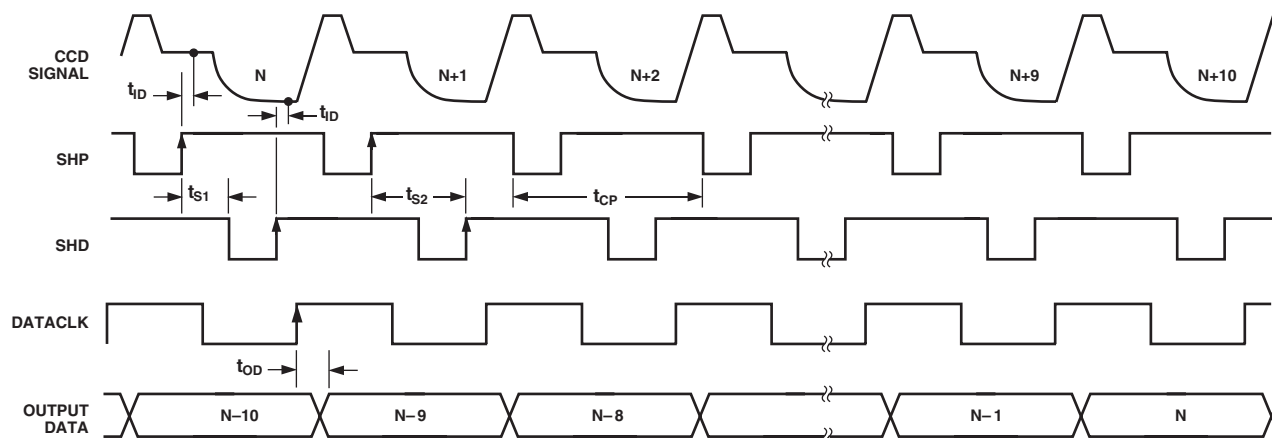 CCD
SIGNAL
N
N+1
N+2
N+9
N+10
tID
tID
SHP
tS1
tS2
tCP
SHD
DATACLK
tOD
OUTPUT
DATA
N–10
N–9
N–8
N–1
N